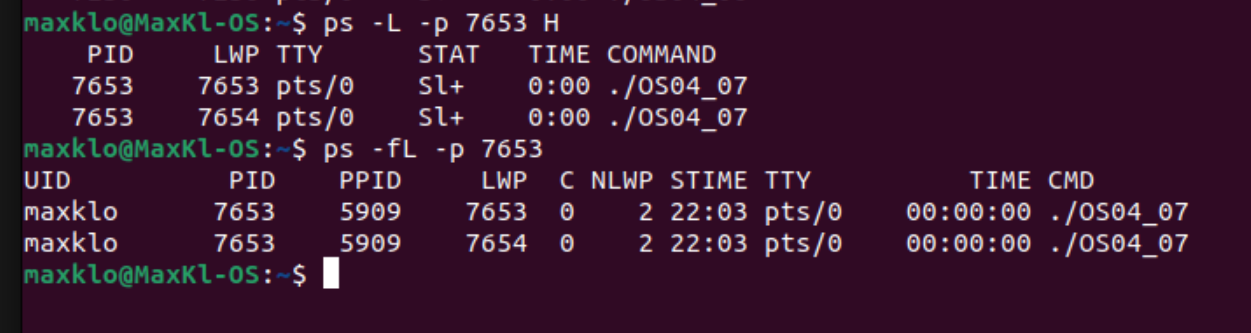 maxklo@MaxKl-OS:~$ ps -L -p 7653 H
PID LWP TTY STAT TIME COMMAND
7653 7653 pts/0 Sl+ 0:00 ./OS04_07
7653 7654 pts/0 Sl+ 0:00 ./OS04_07
maxklo@MaxKl-OS:~$ ps -fL -p 7653
UID PID PPID LWP C NLWP STIME TTY TIME CMD
maxklo 7653 5909 7653 0 2 22:03 pts/0 00:00:00 ./OS04_07
maxklo 7653 5909 7654 0 2 22:03 pts/0 00:00:00 ./OS04_07
maxklo@MaxKl-OS:~$